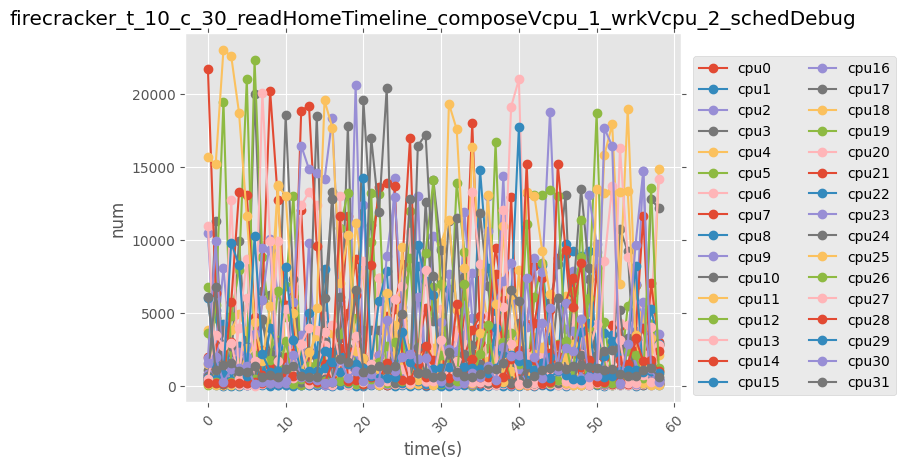 firecracker_t_10_c_30_readHomeTimeline_composeVcpu_1_wrkVcpu_2_schedDebug
num
20000
15000
10000
5000
0
0 10 20 30 40 50 60
time(s)
cpu0 cpu16
cpu1 cpu17
cpu2 cpu18
cpu3 cpu19
cpu4 cpu20
cpu5 cpu21
cpu6 cpu22
cpu7 cpu23
cpu8 cpu24
cpu9 cpu25
cpu10 cpu26
cpu11 cpu27
cpu12 cpu28
cpu13 cpu29
cpu14 cpu30
cpu15 cpu31